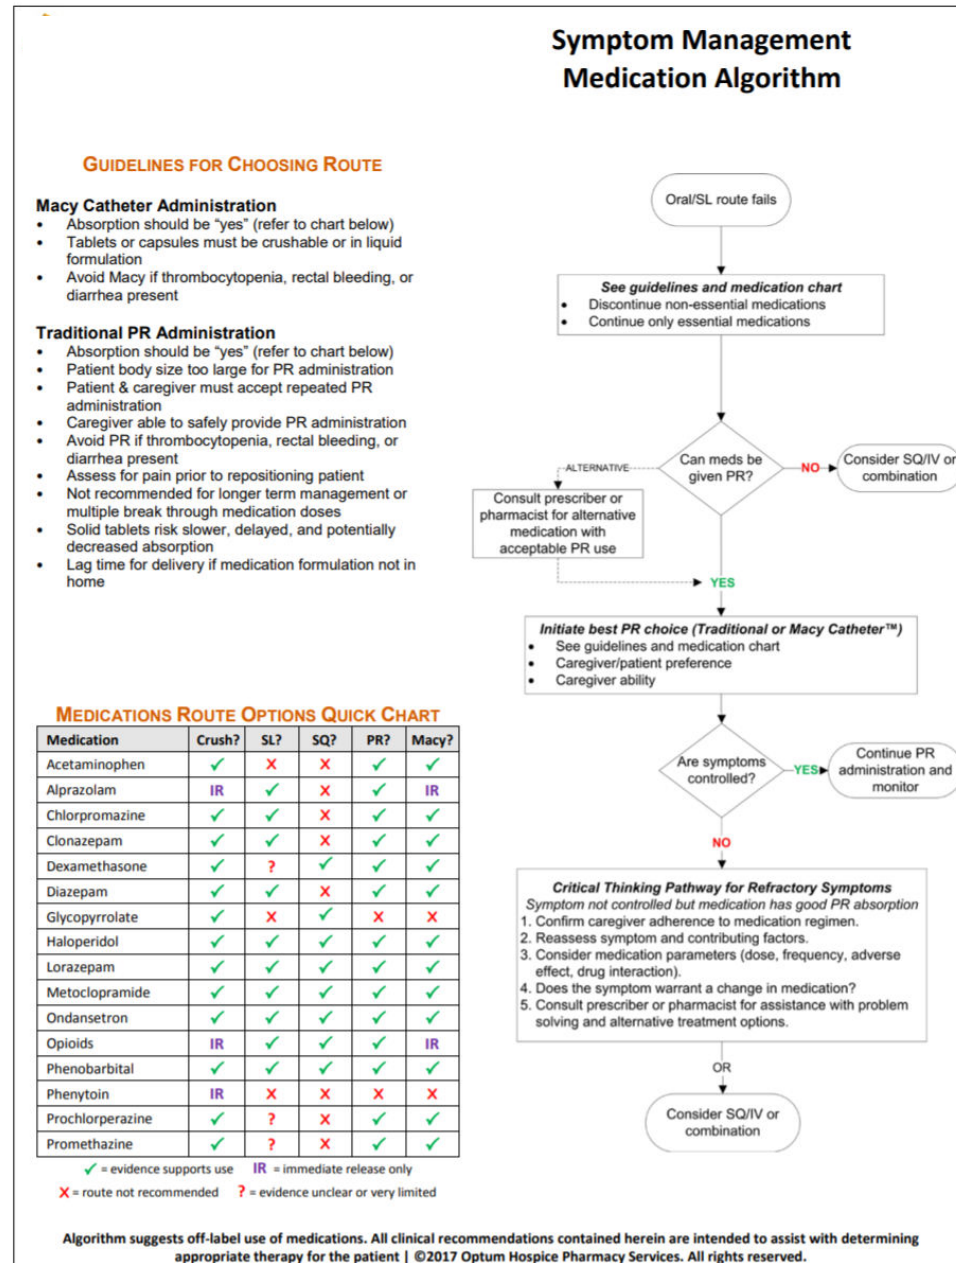 Symptom Management
Medication Algorithm
GUIDELINES FOR CHOOSING ROUTE
Macy Catheter Administration
• Absorption should be “yes” (refer to chart below)
• Tablets or capsules must be crushable or in liquid
formulation
• Avoid Macy if thrombocytopenia, rectal bleeding, or
diarrhea present
Traditional PR Administration
• Absorption should be “yes” (refer to chart below)
• Patient body size too large for PR administration
• Patient & caregiver must accept repeated PR
administration
• Caregiver able to safely provide PR administration
• Avoid PR if thrombocytopenia, rectal bleeding, or
diarrhea present
• Assess for pain prior to repositioning patient
• Not recommended for longer term management or
multiple break through medication doses
• Solid tablets risk slower, delayed, and potentially
decreased absorption
• Lag time for delivery if medication formulation not in
home
MEDICATIONS ROUTE OPTIONS QUICK CHART
Medication Crush? SL? SQ? PR? Macy?
Acetaminophen ✓ X X ✓ ✓
Alprazolam IR ✓ X ✓ IR
Chlorpromazine ✓ ✓ X ✓ ✓
Clonazepam ✓ ✓ X ✓ ✓
Dexamethasone ✓ ? ✓ ✓ ✓
Diazepam ✓ ✓ X ✓ ✓
Glycopyrrolate ✓ X ✓ X X
Haloperidol ✓ ✓ ✓ ✓ ✓
Lorazepam ✓ ✓ ✓ ✓ ✓
Metoclopramide ✓ ✓ ✓ ✓ ✓
Ondansetron ✓ ✓ ✓ ✓ ✓
Opioids IR ✓ ✓ ✓ IR
Phenobarbital ✓ ✓ ✓ ✓ ✓
Phenytoin IR X X X X
Prochlorperazine ✓ ? X ✓ ✓
Promethazine ✓ ? X ✓ ✓
✓ = evidence supports use IR = immediate release only
X = route not recommended ? = evidence unclear or very limited
Oral/SL route fails
See guidelines and medication chart
• Discontinue non-essential medications
• Continue only essential medications
Can meds be
given PR?
NO
Consider SQ/IV or
combination
ALTERNATIVE
Consult prescriber or
pharmacist for alternative
medication with
acceptable PR use
YES
Initiate best PR choice (Traditional or Macy Catheter™)
• See guidelines and medication chart
• Caregiver/patient preference
• Caregiver ability
Are symptoms
controlled?
YES
Continue PR
administration and
monitor
NO
Critical Thinking Pathway for Refractory Symptoms
Symptom not controlled but medication has good PR absorption
1. Confirm caregiver adherence to medication regimen.
2. Reassess symptom and contributing factors.
3. Consider medication parameters (dose, frequency, adverse
effect, drug interaction).
4. Does the symptom warrant a change in medication?
5. Consult prescriber or pharmacist for assistance with problem
solving and alternative treatment options.
OR
Consider SQ/IV or
combination
Algorithm suggests off-label use of medications. All clinical recommendations contained herein are intended to assist with determining
appropriate therapy for the patient | ©2017 Optum Hospice Pharmacy Services. All rights reserved.